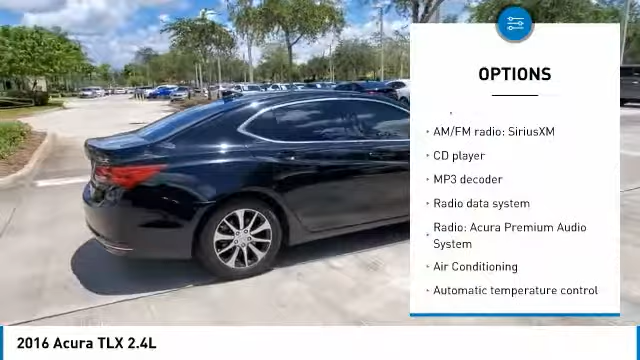 OPTIONS
AM/FM radio: SiriusXM
CD player
MP3 decoder
Radio data system
Radio: Acura Premium Audio
System
Air Conditioning
Automatic temperature control
2016 Acura TLX 2.4L